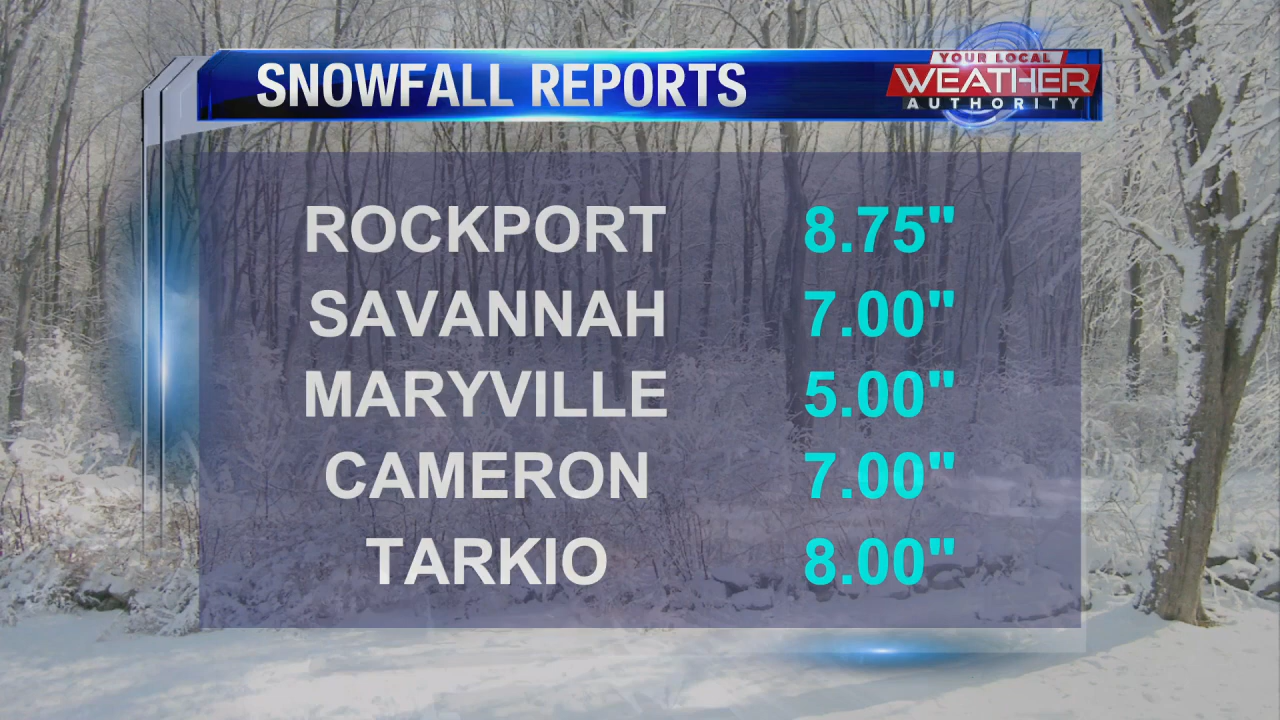 SNOWFALL REPORTS
YOUR LOCAL
WEATHER
AUTHORITY
ROCKPORT 8.75"
SAVANNAH 7.00"
MARYVILLE 5.00"
CAMERON 7.00"
TARKIO 8.00"